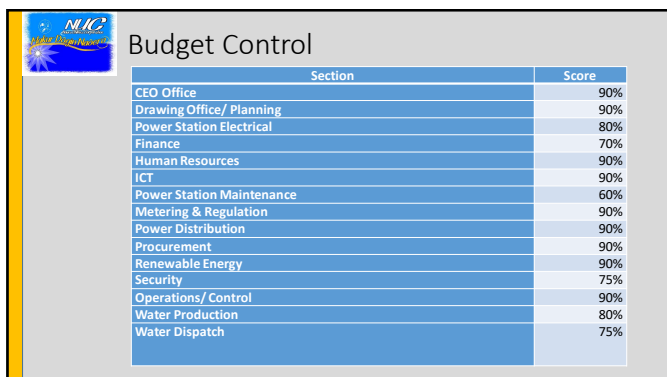 NUC
Budget Control
Section Score
CEO Office 90%
Drawing Office/ Planning 90%
Power Station Electrical 80%
Finance 70%
Human Resources 90%
ICT 90%
Power Station Maintenance 60%
Metering & Regulation 90%
Power Distribution 90%
Procurement 90%
Renewable Energy 90%
Security 75%
Operations/ Control 90%
Water Production 80%
Water Dispatch 75%